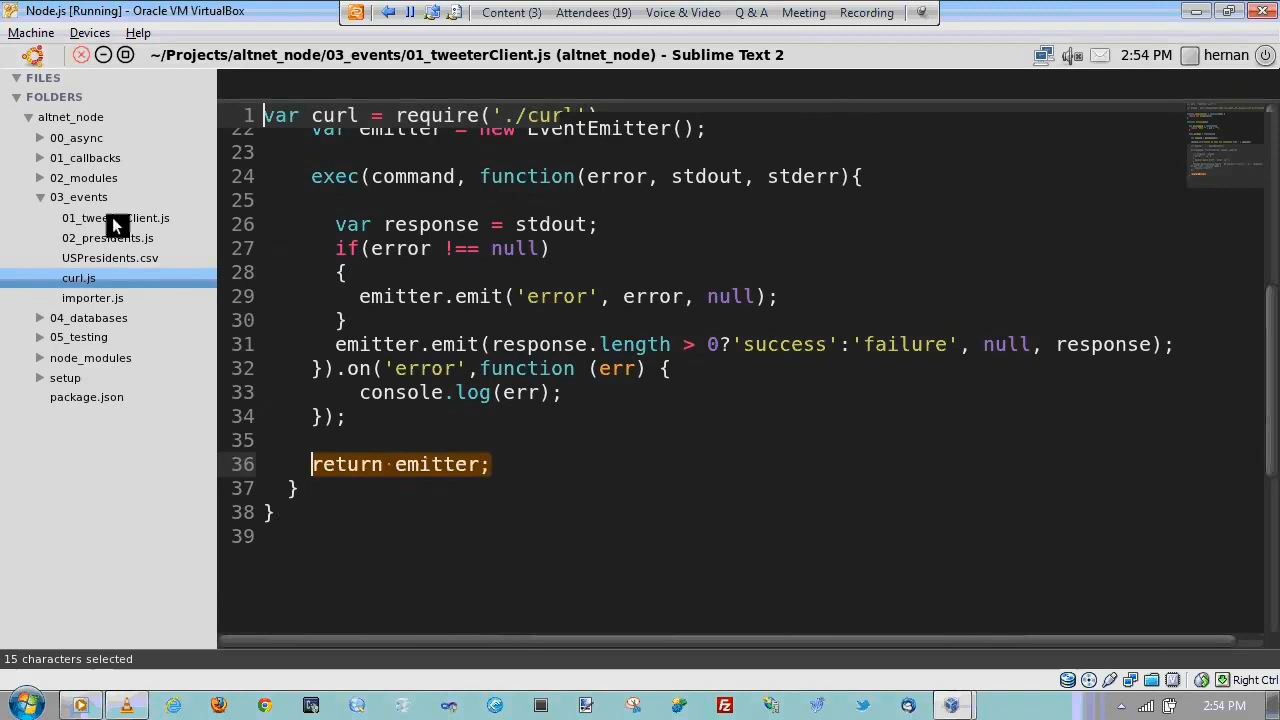 Node.js [Running] - Oracle VM VirtualBox
Content (3) Attendees (19) Voice & Video Q & A Meeting Recording
Machine Devices Help
~/Projects/altnet_node/03_events/01_tweeterClient.js (altnet_node) - Sublime Text 2
2:54 PM hernan
FILES
FOLDERS
altnet_node
00_async
01_callbacks
02_modules
03_events
01_tweeterClient.js
02_presidents.js
USPresidents.csv
curl.js
importer.js
04_databases
05_testing
node_modules
setup
package.json
1 var curl = require('./curl')
22 var emitter = new EventEmitter();
23
24 exec(command, function(error, stdout, stderr){
25
26 var response = stdout;
27 if(error !== null)
28 {
29 emitter.emit('error', error, null);
30 }
31 emitter.emit(response.length > 0?'success':'failure', null, response);
32 }).on('error',function (err) {
33 console.log(err);
34 });
35
36 return emitter;
37 }
38 }
39
15 characters selected
Right Ctrl
2:54 PM